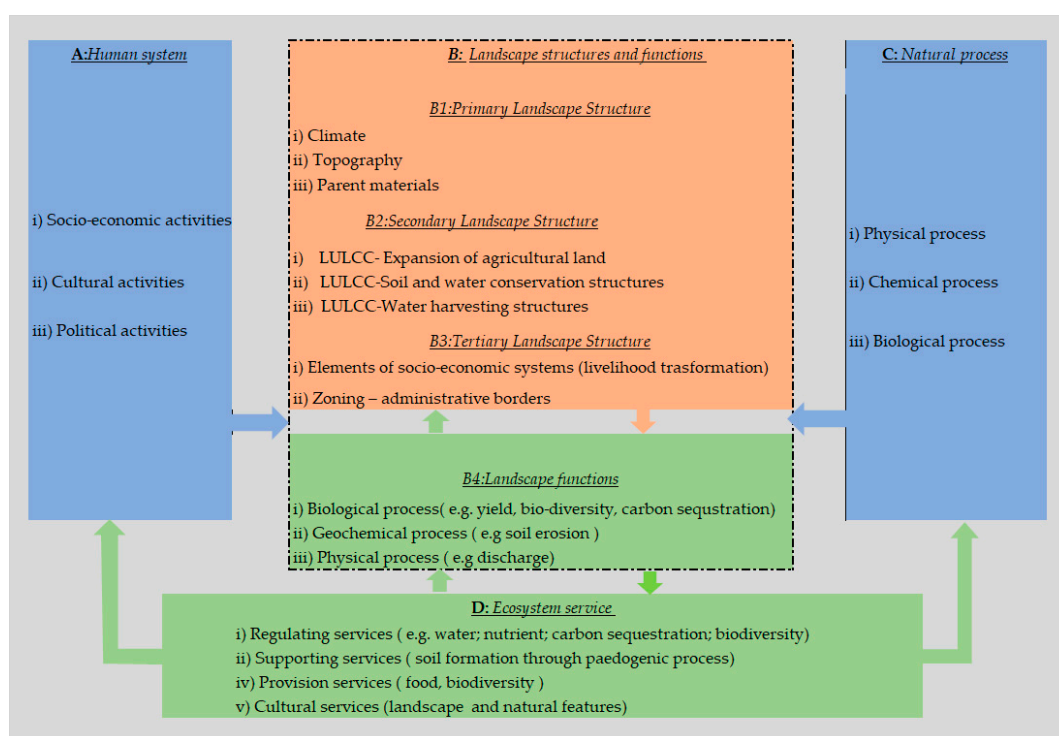 A:Human system
i) Socio-economic activities
ii) Cultural activities
iii) Political activities
B: Landscape structures and functions
B1:Primary Landscape Structure
i) Climate
ii) Topography
iii) Parent materials
B2:Secondary Landscape Structure
i) LULCC- Expansion of agricultural land
ii) LULCC-Soil and water conservation structures
iii) LULCC-Water harvesting structures
B3:Tertiary Landscape Structure
i) Elements of socio-economic systems (livelihood trasformation)
ii) Zoning – administrative borders
B4:Landscape functions
i) Biological process( e.g. yield, bio-diversity, carbon sequstration)
ii) Geochemical process ( e.g soil erosion )
iii) Physical process ( e.g discharge)
C: Natural process
i) Physical process
ii) Chemical process
iii) Biological process
D: Ecosystem service
i) Regulating services ( e.g. water; nutrient; carbon sequestration; biodiversity)
ii) Supporting services ( soil formation through paedogenic process)
iv) Provision services ( food, biodiversity )
v) Cultural services (landscape and natural features)